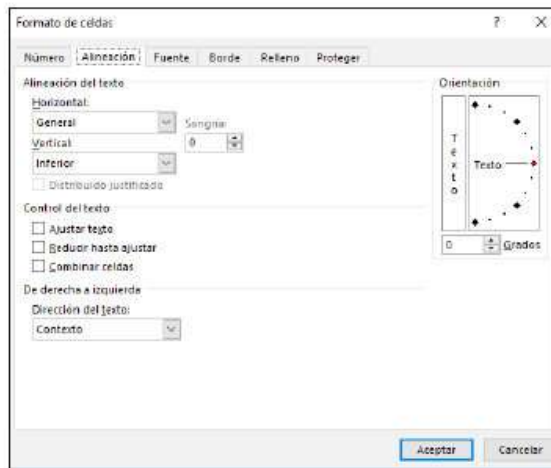 Formato de celdas
Número Alineación Fuente Borde Relleno Proteger
Alineación del texto
Horizontal:
General
Sangría:
Vertical:
0
Inferior
Distribuido justificado
Control del texto
Ajustar texto
Reducir hasta ajustar
Combinar celdas
De derecha a izquierda
Dirección del texto:
Contexto
Orientación
Texto
Texto
0 Grados
Aceptar Cancelar